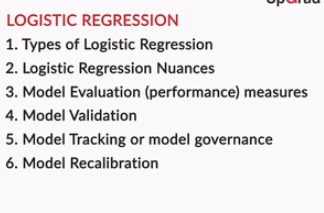 upGrad
LOGISTIC REGRESSION
1. Types of Logistic Regression
2. Logistic Regression Nuances
3. Model Evaluation (performance) measures
4. Model Validation
5. Model Tracking or model governance
6. Model Recalibration